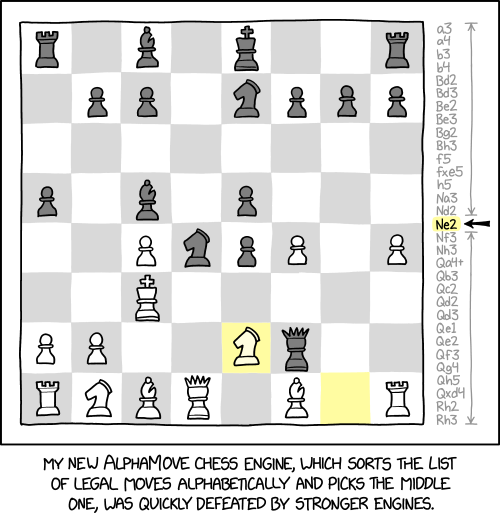 a3
a4
b3
b4
Bd2
Bd3
Be2
Be3
Bg2
Bh3
f5
fxe5
h5
Na3
Nd2
Ne2
Nf3
Nh3
Qa4+
Qb3
Qc2
Qd2
Qd3
Qe1
Qe2
Qf3
Qg4
Qh5
Qxd4
Rh2
Rh3
MY NEW ALPHAMOVE CHESS ENGINE, WHICH SORTS THE LIST
OF LEGAL MOVES ALPHABETICALLY AND PICKS THE MIDDLE
ONE, WAS QUICKLY DEFEATED BY STRONGER ENGINES.